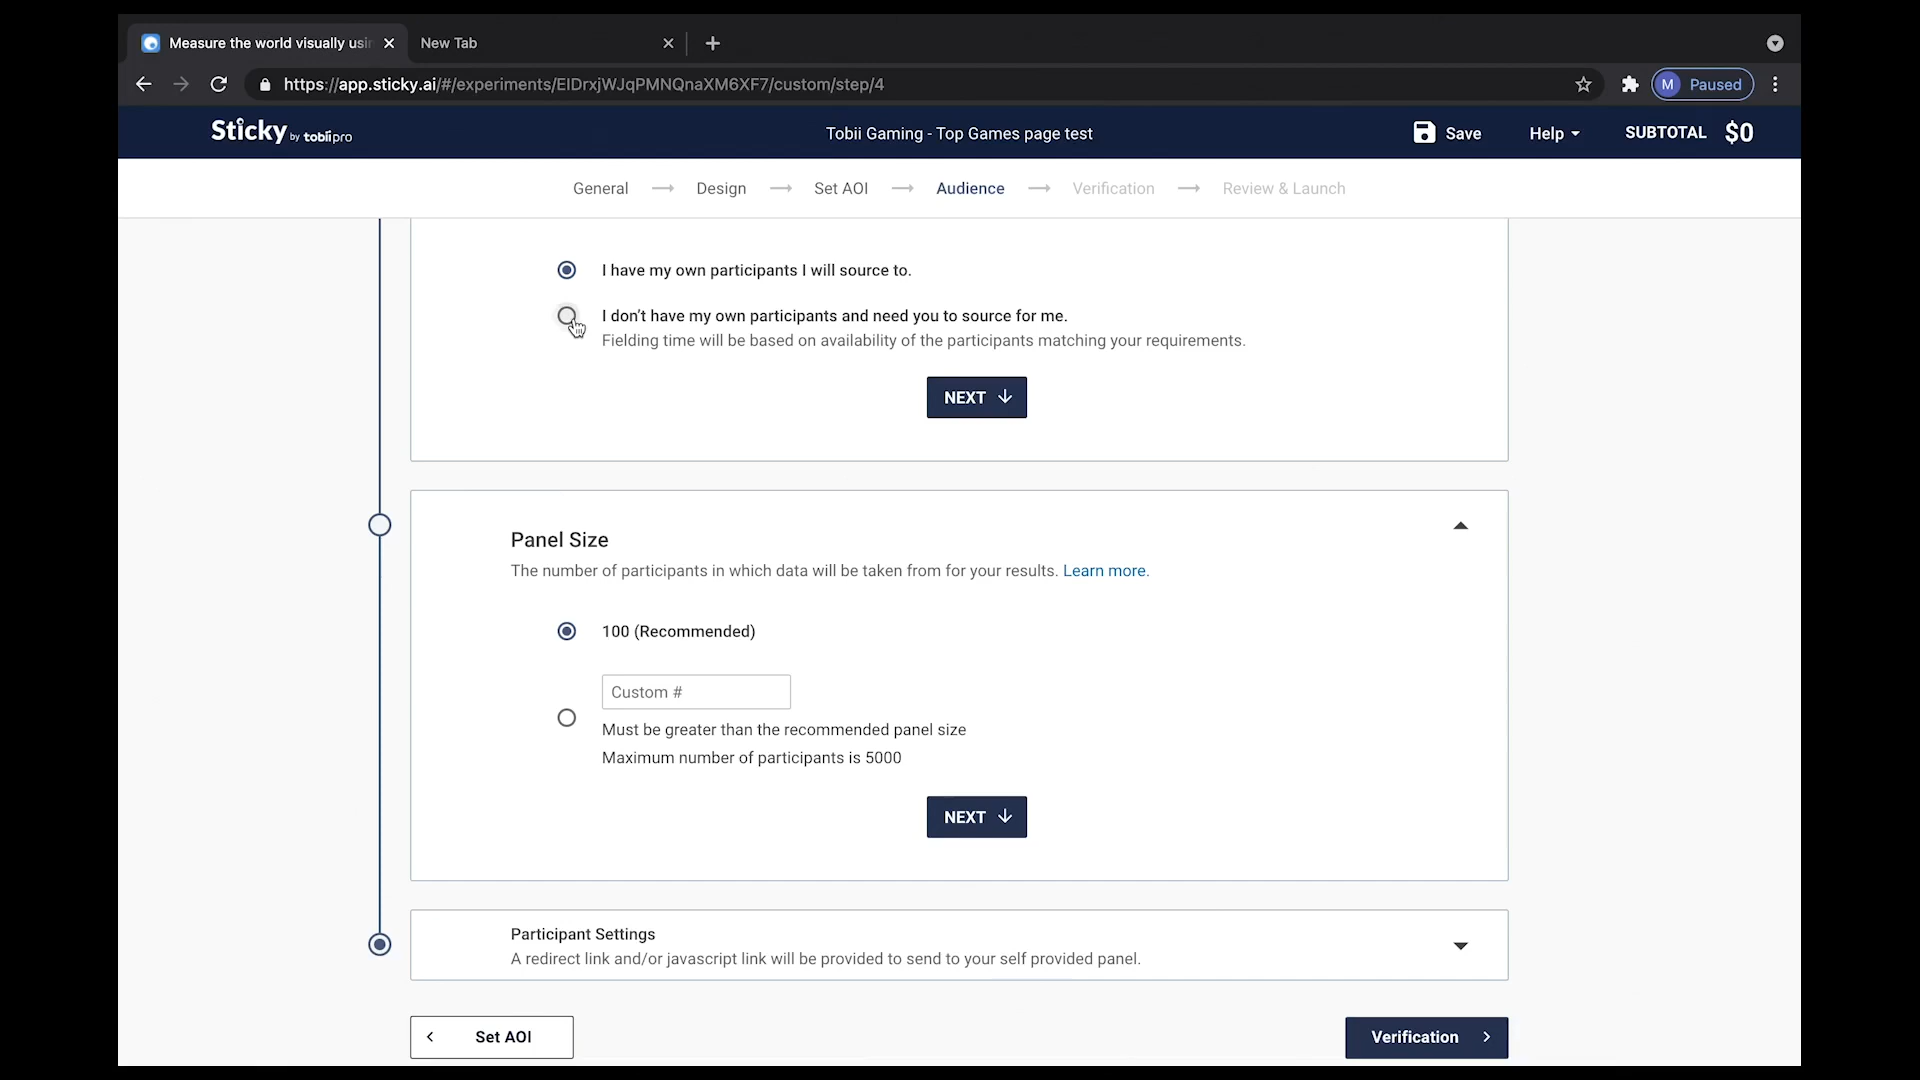 Measure the world visually usin
New Tab
https://app.sticky.ai/#/experiments/EIDrxjWJqPMNQnaXM6XF7/custom/step/4
M Paused
Sticky by tobii pro
Tobii Gaming - Top Games page test
Save
Help
SUBTOTAL $0
General → Design → Set AOI → Audience → Verification → Review & Launch
I have my own participants I will source to.
I don't have my own participants and need you to source for me.
Fielding time will be based on availability of the participants matching your requirements.
NEXT ↓
Panel Size
The number of participants in which data will be taken from for your results. Learn more.
100 (Recommended)
Custom #
Must be greater than the recommended panel size
Maximum number of participants is 5000
NEXT ↓
Participant Settings
A redirect link and/or javascript link will be provided to send to your self provided panel.
< Set AOI
Verification >